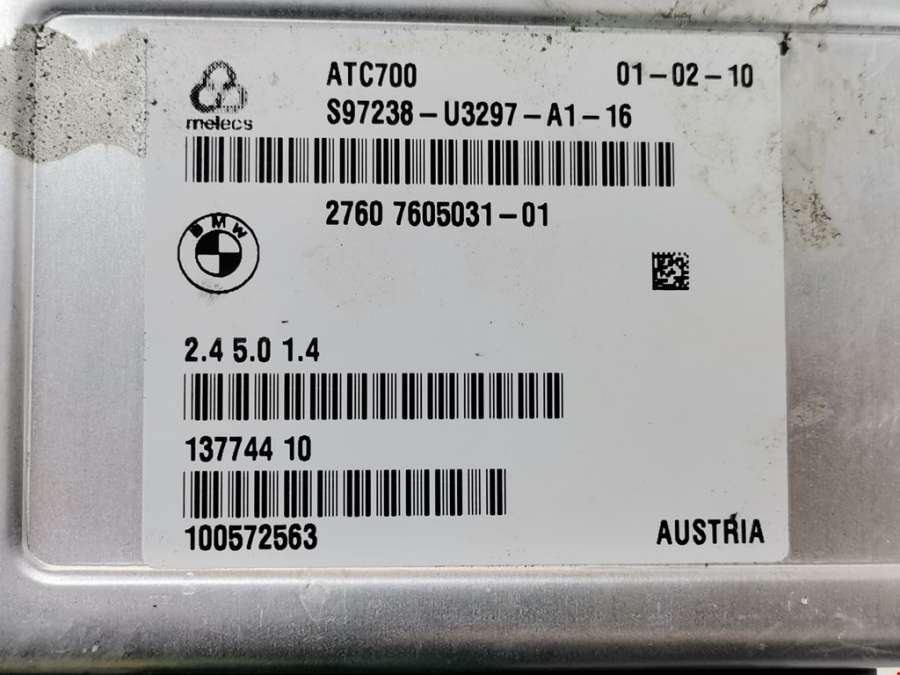 ATC700 01-02-10
melecs S97238-U3297-A1-16
2760 7605031-01
BMW
2.4 5.0 1.4
137744 10
100572563
AUSTRIA